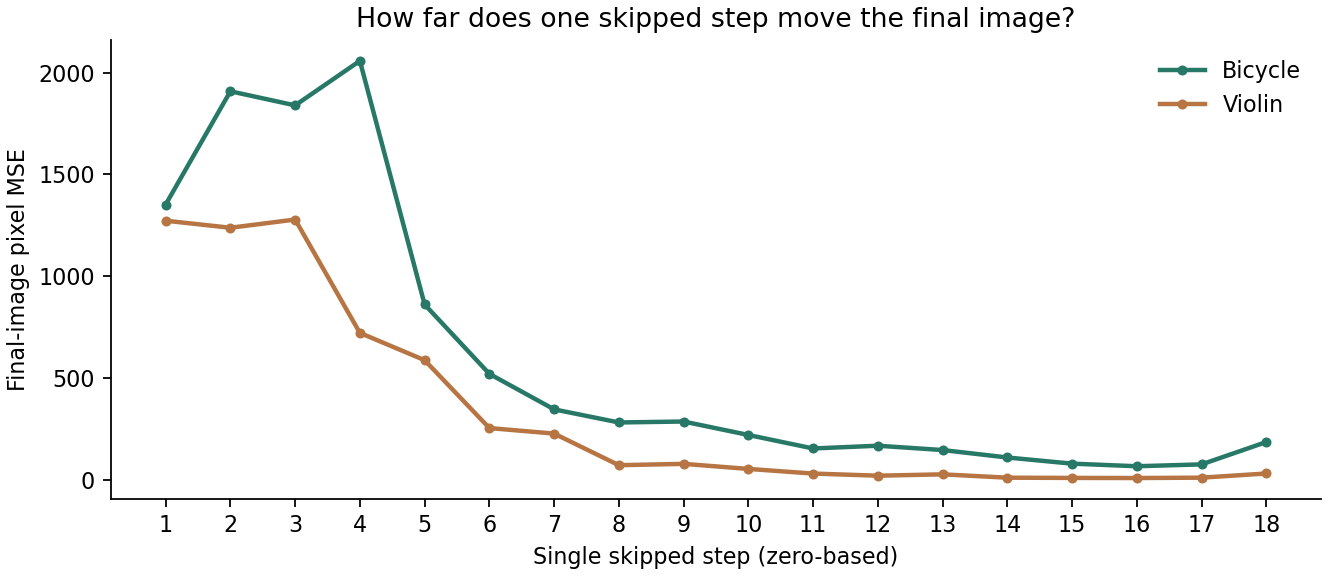 How far does one skipped step move the final image?
Bicycle
Violin
Final-image pixel MSE
2000
1500
1000
500
0
1 2 3 4 5 6 7 8 9 10 11 12 13 14 15 16 17 18
Single skipped step (zero-based)